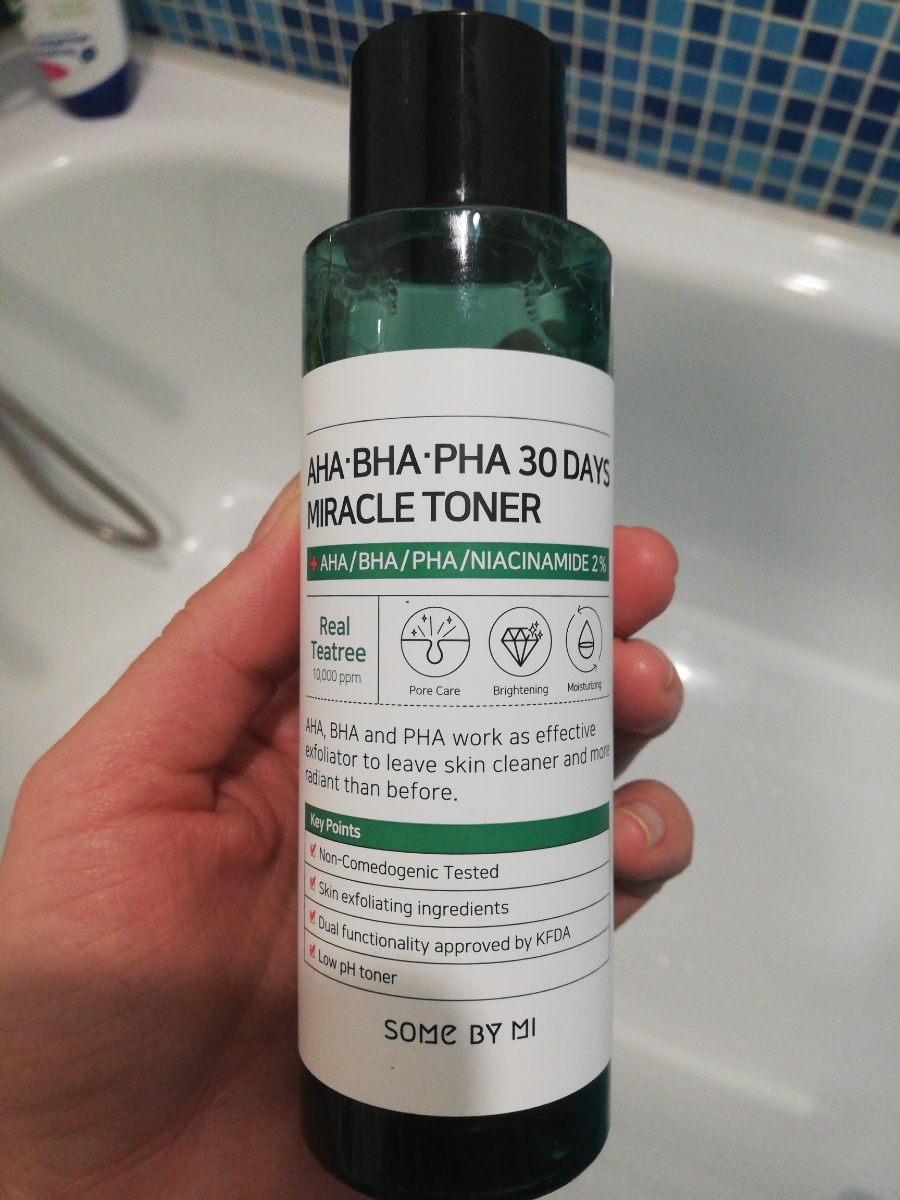 AHA·BHA·PHA 30 DAYS
MIRACLE TONER
+ AHA/BHA/PHA/NIACINAMIDE 2%
Real
Teatree
10,000 ppm
Pore Care
Brightening
Moisturizing
AHA, BHA and PHA work as effective
exfoliator to leave skin cleaner and more
radiant than before.
Key Points
Non-Comedogenic Tested
Skin exfoliating ingredients
Dual functionality approved by KFDA
Low pH toner
SOME BY MI